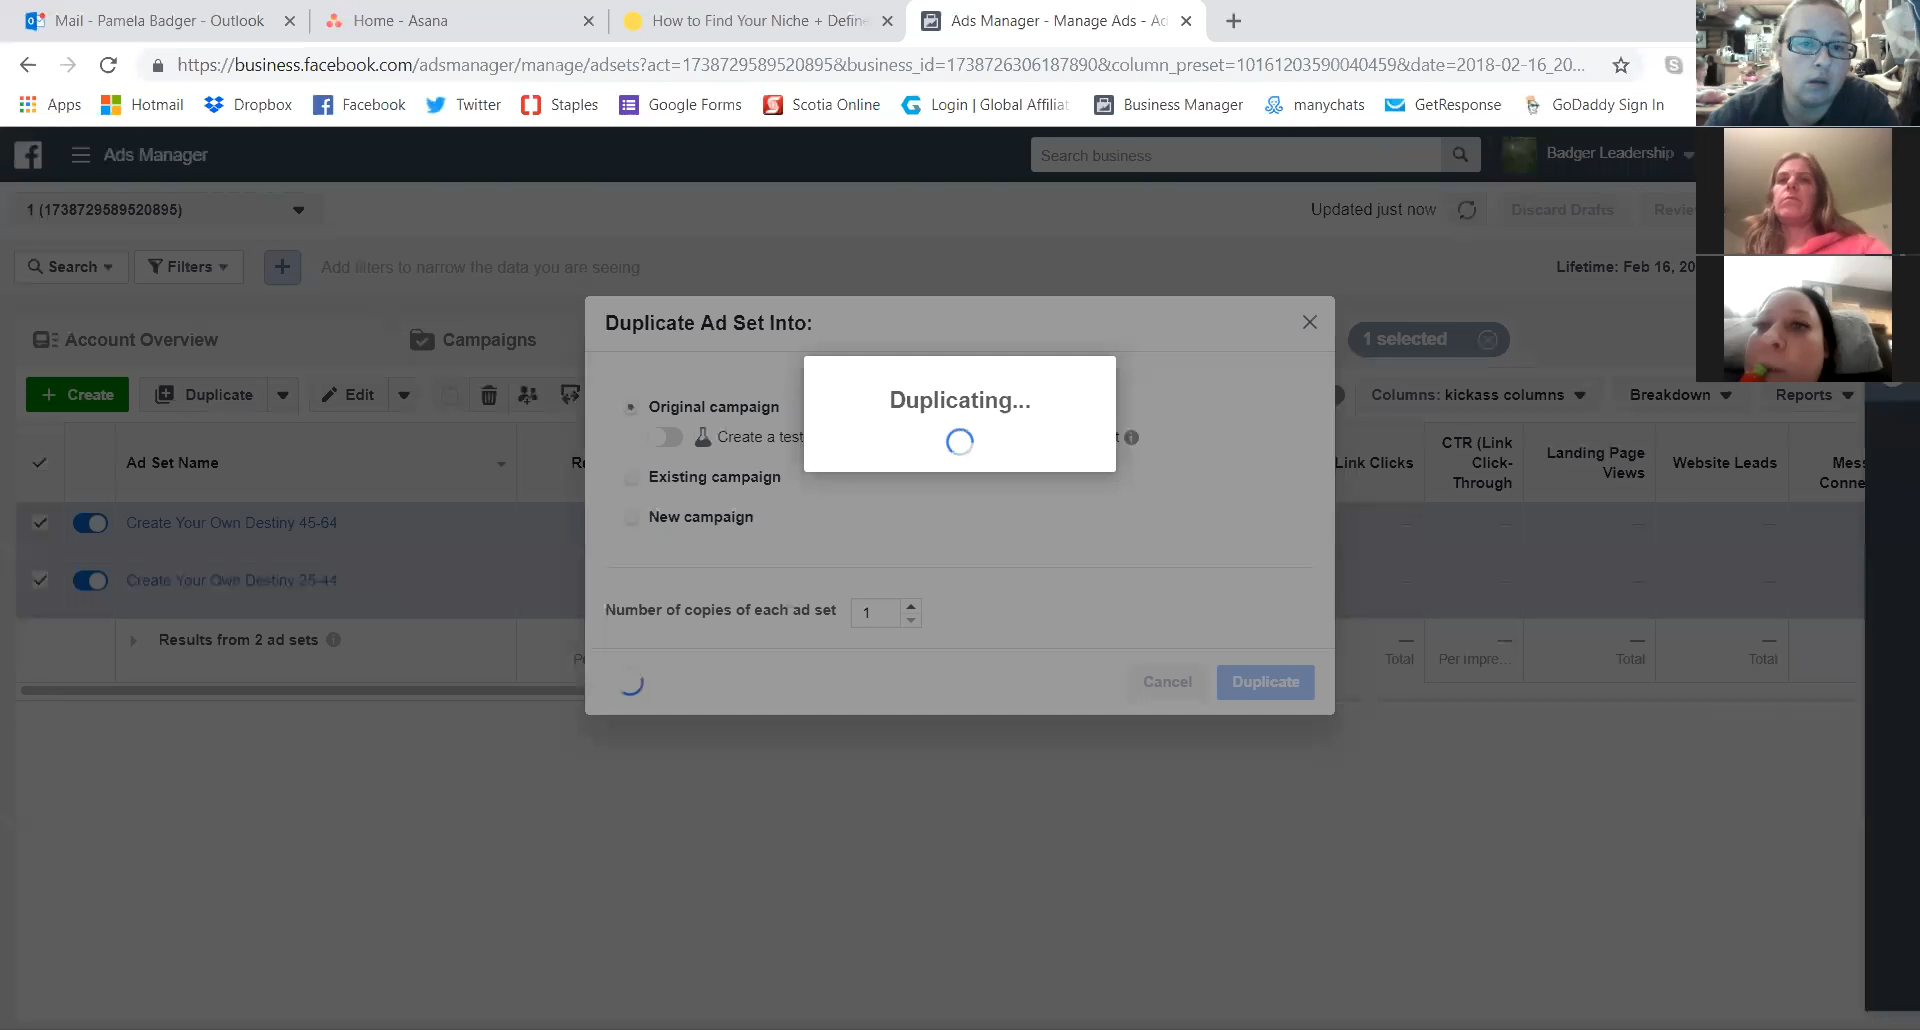 Mail - Pamela Badger - Outlook
Home - Asana
How to Find Your Niche + Define
Ads Manager - Manage Ads - Ad
https://business.facebook.com/adsmanager/manage/adsets?act=1738729589520895&business_id=1738726306187890&column_preset=10161203590040459&date=2018-02-16_20...
Apps Hotmail Dropbox Facebook Twitter Staples Google Forms Scotia Online Login | Global Affiliat Business Manager manychats GetResponse GoDaddy Sign In
Ads Manager
Search business
Badger Leadership
1 (1738729589520895)
Updated just now
Discard Drafts
Review
Search
Filters
Add filters to narrow the data you are seeing
Lifetime: Feb 16, 20
Account Overview
Campaigns
1 selected
Create
Duplicate
Edit
Columns: kickass columns
Breakdown
Reports
Ad Set Name
Link Clicks
CTR (Link
Click-
Through
Landing Page
Views
Website Leads
Mess
Conne
Create Your Own Destiny 45-64
Create Your Own Destiny 25-44
Results from 2 ad sets
Total
Per impre...
Total
Total
Duplicate Ad Set Into:
Original campaign
Create a test
t
Existing campaign
New campaign
Duplicating...
Number of copies of each ad set 1
Cancel
Duplicate